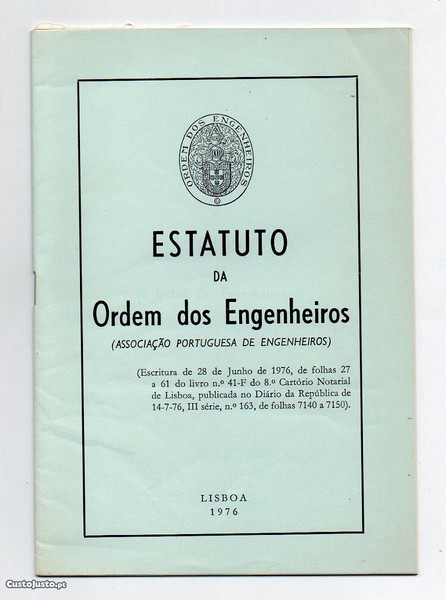 ORDEM DOS ENGENHEIROS
ESTATUTO
DA
Ordem dos Engenheiros
(ASSOCIAÇÃO PORTUGUESA DE ENGENHEIROS)
(Escritura de 28 de Junho de 1976, de folhas 27
a 61 do livro n.º 41-F do 8.º Cartório Notarial
de Lisboa, publicada no Diário da República de
14-7-76, III série, n.º 163, de folhas 7140 a 7150).
LISBOA
1976
CustoJusto.pt